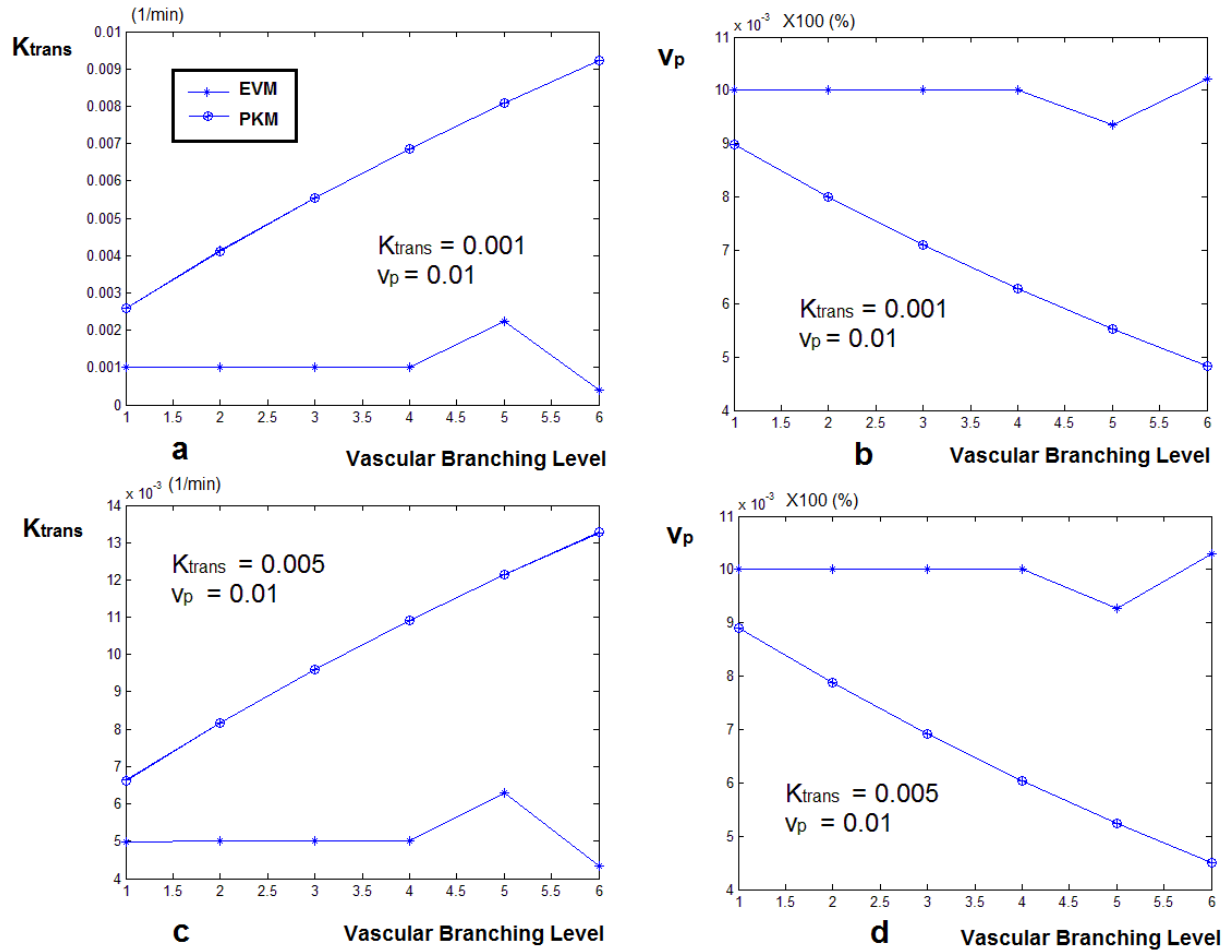 (1/min)
Ktrans
0.01
0.009
0.008
0.007
0.006
0.005
0.004
0.003
0.002
0.001
0
EVM
PKM
Ktrans = 0.001
vp = 0.01
1 1.5 2 2.5 3 3.5 4 4.5 5 5.5 6
a
Vascular Branching Level
x 10-3 X100 (%)
vp
11
10
9
8
7
6
5
4
Ktrans = 0.001
vp = 0.01
1 1.5 2 2.5 3 3.5 4 4.5 5 5.5 6
b
Vascular Branching Level
x 10-3 (1/min)
Ktrans
14
13
12
11
10
9
8
7
6
5
4
Ktrans = 0.005
vp = 0.01
1 1.5 2 2.5 3 3.5 4 4.5 5 5.5 6
c
Vascular Branching Level
x 10-3 X100 (%)
vp
11
10
9
8
7
6
5
4
Ktrans = 0.005
vp = 0.01
1 1.5 2 2.5 3 3.5 4 4.5 5 5.5 6
d
Vascular Branching Level